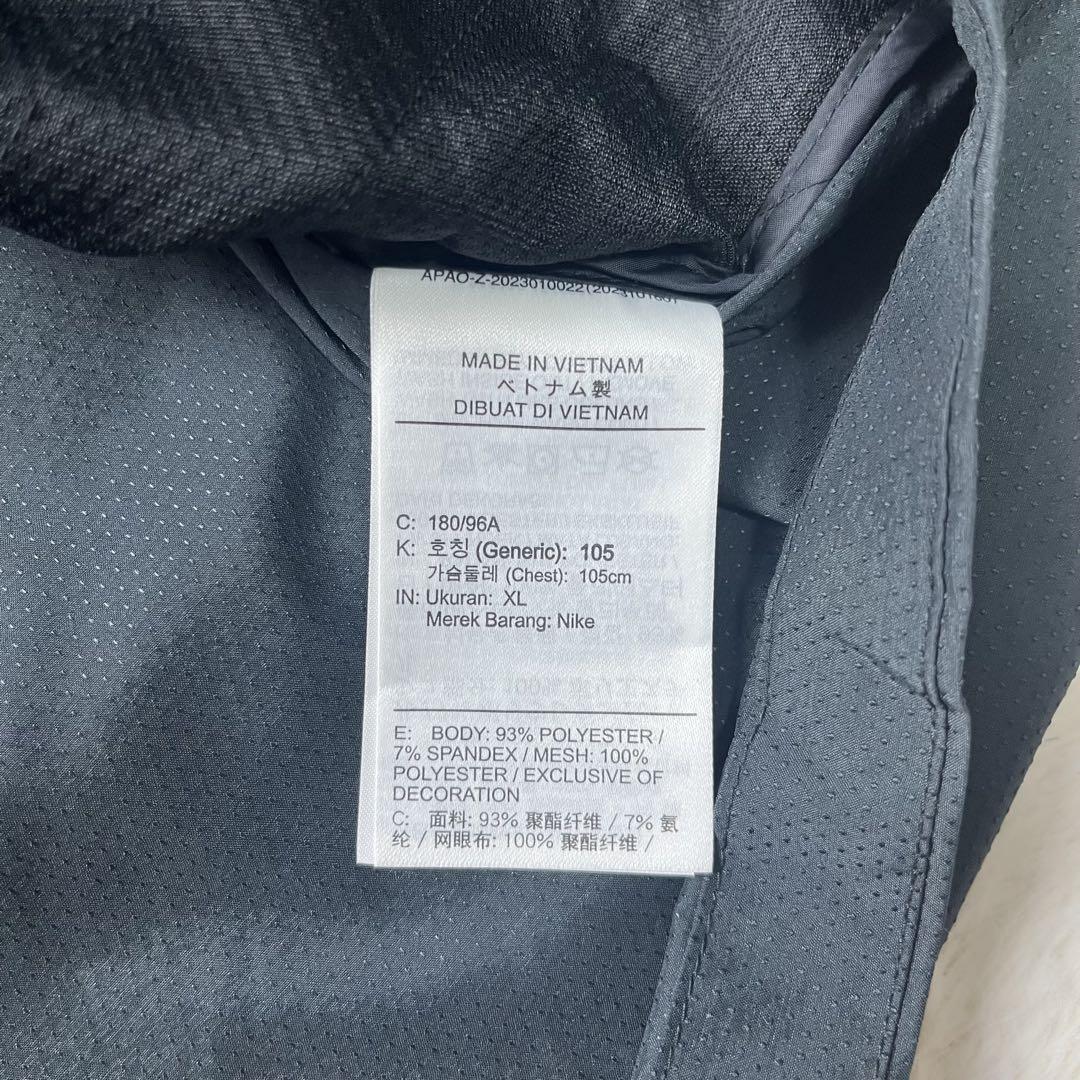 MADE IN VIETNAM
ベトナム製
DIBUAT DI VIETNAM
C: 180/96A
K: 호칭 (Generic): 105
가슴둘레 (Chest): 105cm
IN: Ukuran: XL
Merek Barang: Nike
E: BODY: 93% POLYESTER /
7% SPANDEX / MESH: 100%
POLYESTER / EXCLUSIVE OF
DECORATION
C: 面料: 93% 聚酯纤维 / 7% 氨
纶 / 网眼布: 100% 聚酯纤维 /